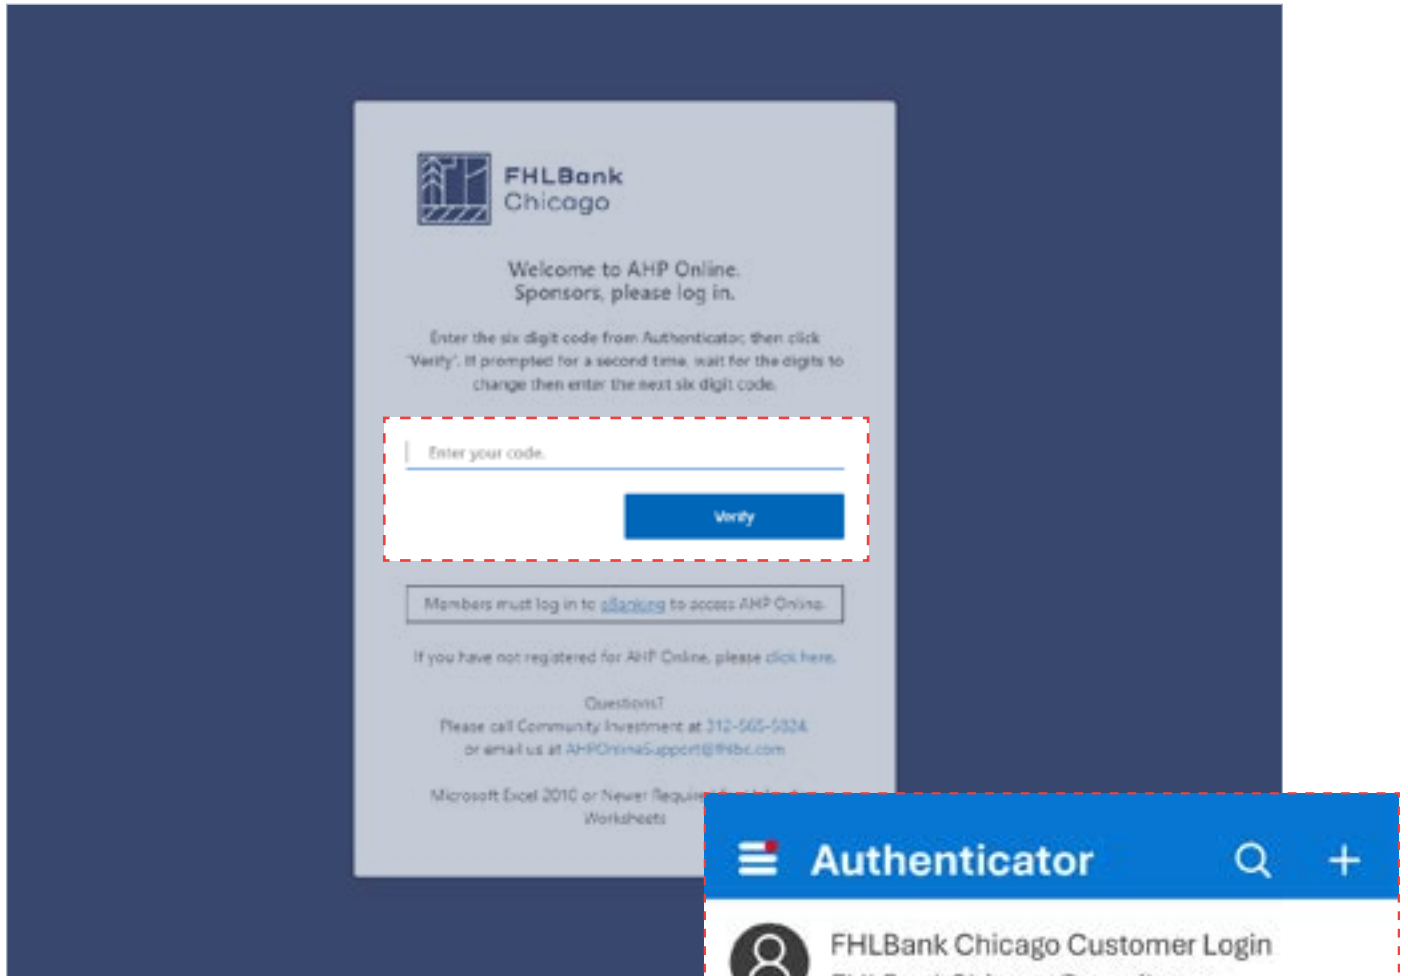 FHLBank
Chicago
Welcome to AHP Online.
Sponsors, please log in.
Enter the six digit code from Authenticator, then click
'Verify'. If prompted for a second time, wait for the digits to
change then enter the next six digit code.
Enter your code.
Verify
Members must log in to eBanking to access AHP Online.
If you have not registered for AHP Online, please click here.
Questions?
Please call Community Investment at 312-565-5824
or email us at AHPOnlineSupport@fhlbc.com
Microsoft Excel 2010 or Newer
Worksheets
Authenticator
FHLBank Chicago Customer Login